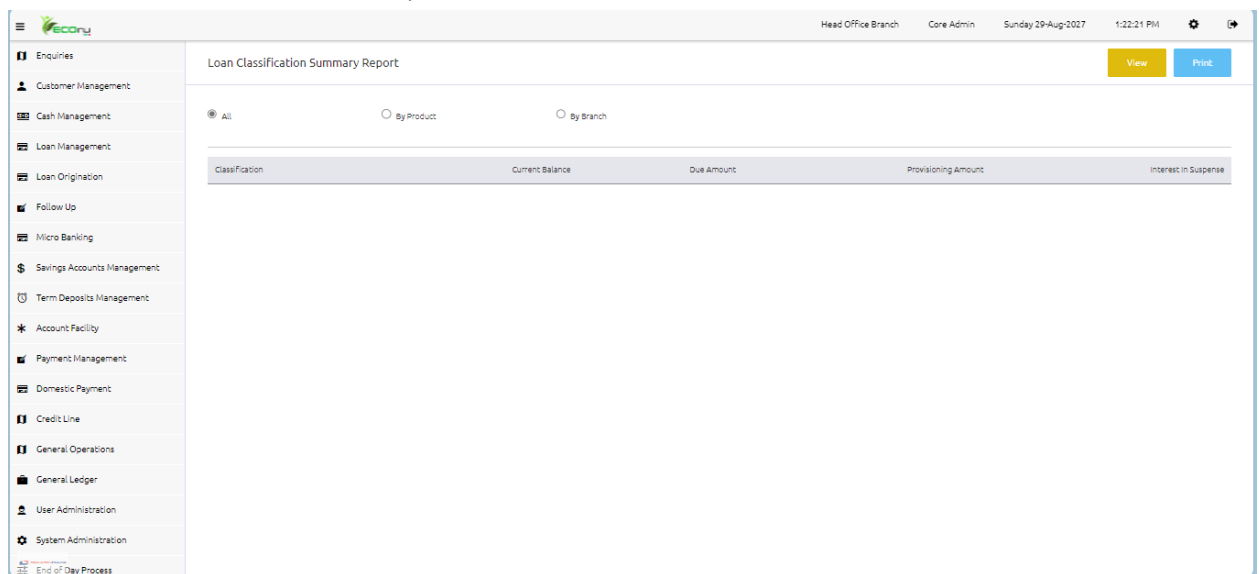 ecory
Head Office Branch Core Admin Sunday 29-Aug-2027 1:22:21 PM
Enquiries
Customer Management
Cash Management
Loan Management
Loan Origination
Follow Up
Micro Banking
Savings Accounts Management
Term Deposits Management
Account Facility
Payment Management
Domestic Payment
Credit Line
General Operations
General Ledger
User Administration
System Administration
End of Day Process
Loan Classification Summary Report
View Print
All By Product By Branch
Classification Current Balance Due Amount Provisioning Amount Interest In Suspense